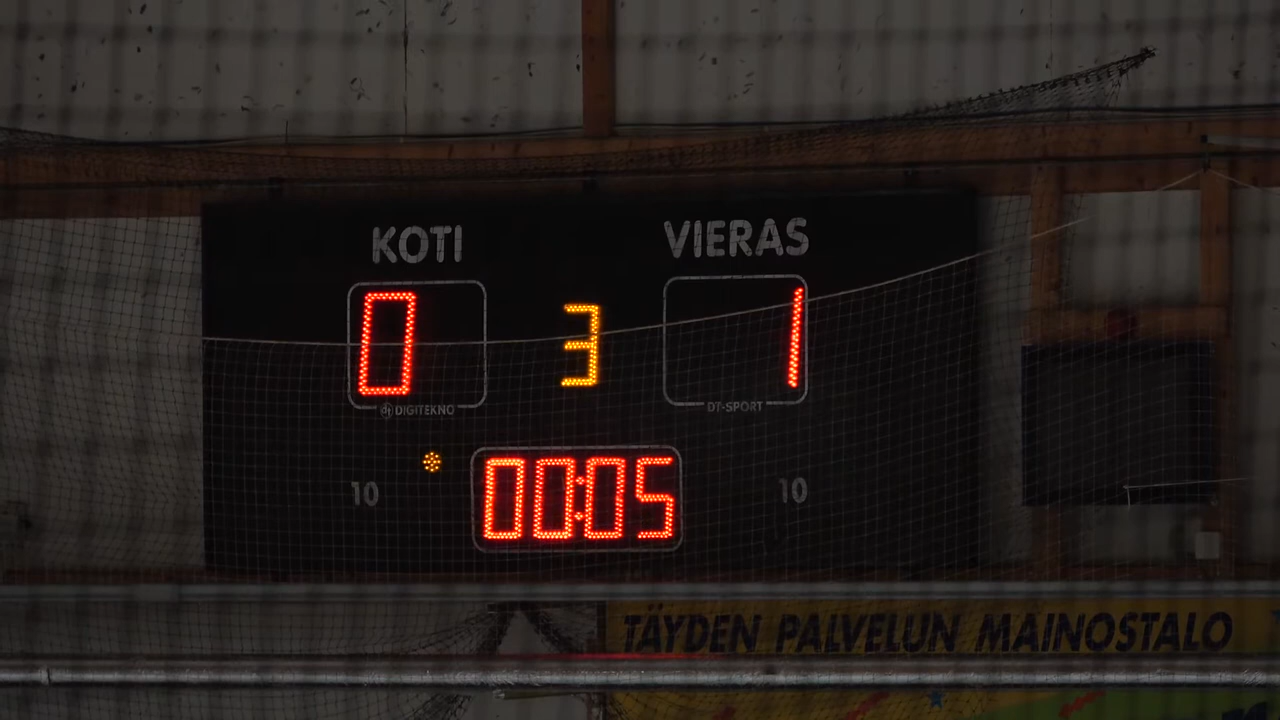 KOTI VIERAS
0 3 1
DIGITEKNO DT-SPORT
10 00:05 10
TÄYDEN PALVELUN MAINOSTALO